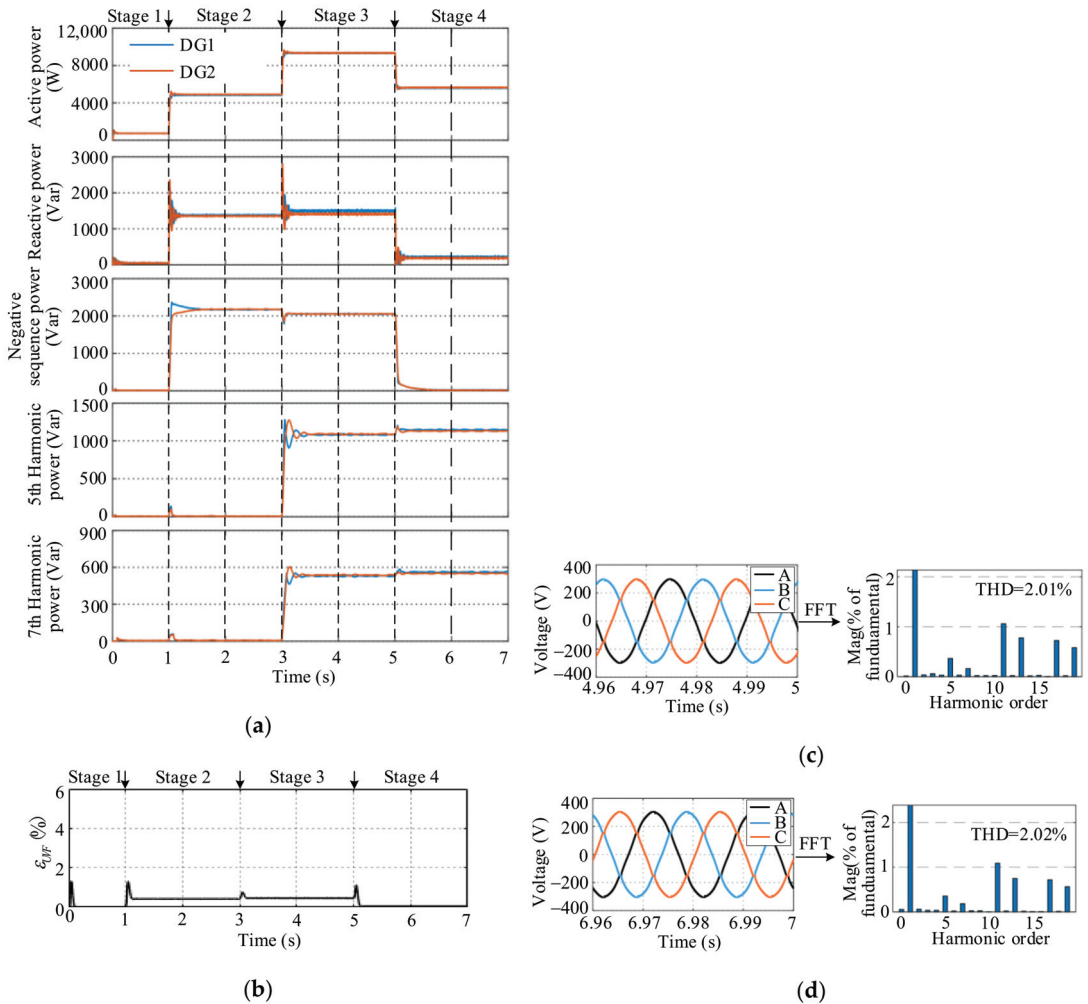 Stage 1 Stage 2 Stage 3 Stage 4
12,000
8000
4000
0
Active power
(W)
DG1
DG2
3000
2000
1000
0
Reactive power
(Var)
3000
2000
1000
0
Negative
sequence power
(Var)
1500
1000
500
0
5th Harmonic
power (Var)
900
600
300
0
7th Harmonic
power (Var)
0 1 2 3 4 5 6 7
Time (s)
(a)
Stage 1 Stage 2 Stage 3 Stage 4
6
4
2
0
εUVF (%)
0 1 2 3 4 5 6 7
Time (s)
(b)
400
200
0
−200
−400
Voltage (V)
A
B
C
4.96 4.97 4.98 4.99 5
Time (s)
FFT
Mag(% of
funduamental)
2
1
0
THD=2.01%
0 5 10 15
Harmonic order
(c)
400
200
0
−200
−400
Voltage (V)
A
B
C
6.96 6.97 6.98 6.99 7
Time (s)
FFT
Mag(% of
funduamental)
2
1
0
THD=2.02%
0 5 10 15
Harmonic order
(d)